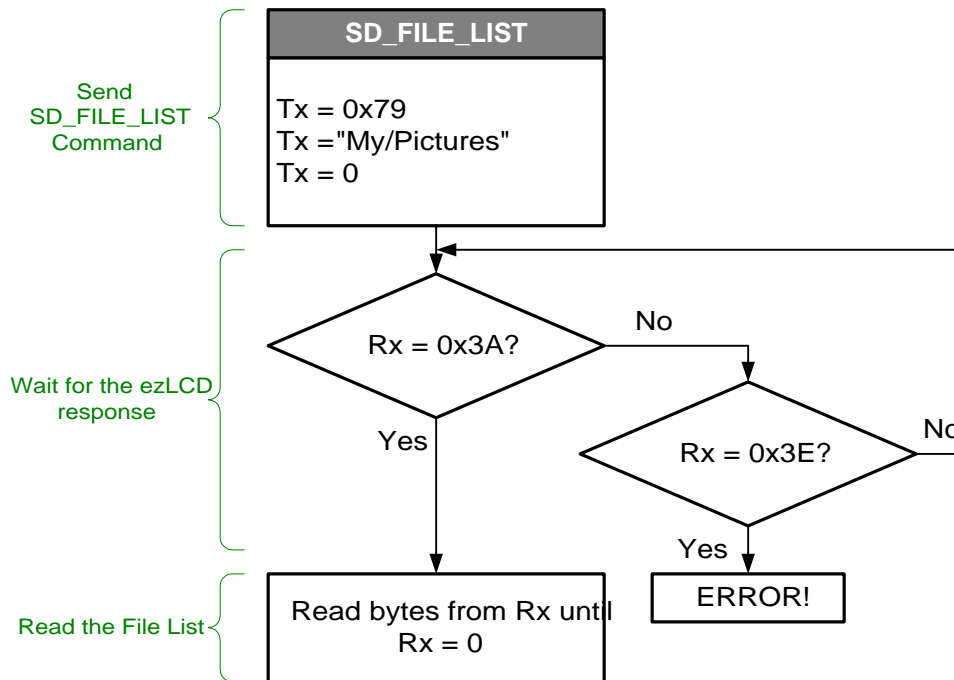 SD_FILE_LIST
Send
SD_FILE_LIST
Command
Tx = 0x79
Tx ="My/Pictures"
Tx = 0
Rx = 0x3A?
No
Wait for the ezLCD
response
Yes
Rx = 0x3E?
No
Yes
ERROR!
Read the File List
Read bytes from Rx until
Rx = 0